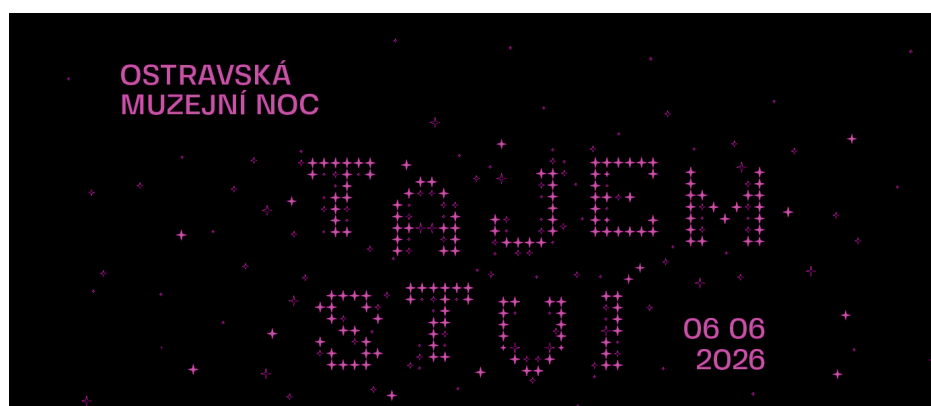 OSTRAVSKÁ
MUZEJNÍ NOC
TAJEM
STVÍ
06 06
2026